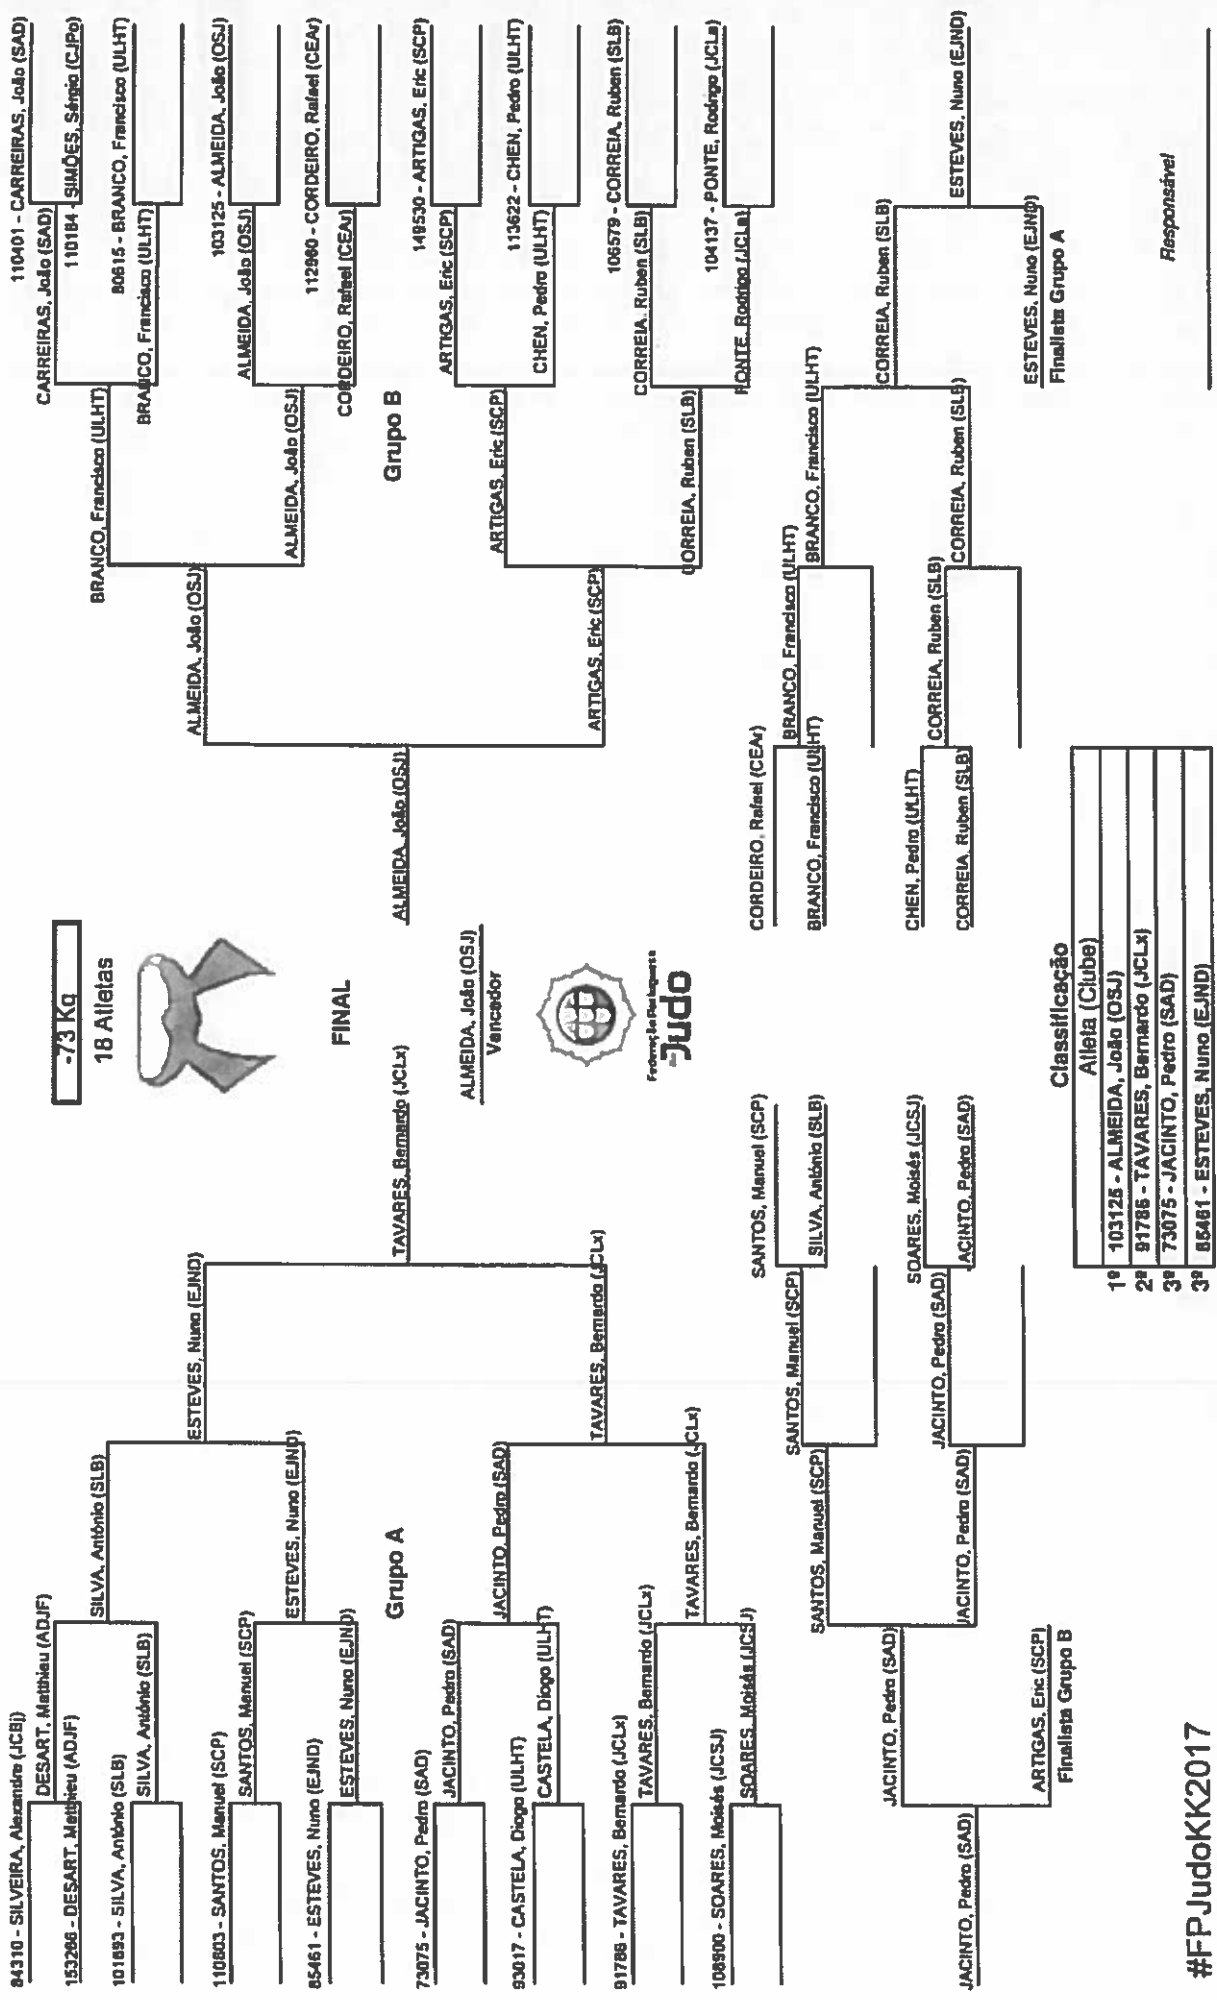 -73 Kg
18 Atletas
FINAL
ALMEIDA, João (OSJ)
Vencedor
Federação Portuguesa
Judo
84310 - SILVEIRA, Alexandre (JCBj)
DESART, Matthieu (ADJF)
153266 - DESART, Matthieu (ADJF)
SILVA, António (SLB)
101693 - SILVA, António (SLB)
SILVA, António (SLB)
ESTEVES, Nuno (EJND)
110803 - SANTOS, Manuel (SCP)
SANTOS, Manuel (SCP)
ESTEVES, Nuno (EJND)
85461 - ESTEVES, Nuno (EJND)
ESTEVES, Nuno (EJND)
Grupo A
TAVARES, Bernardo (JCLx)
73075 - JACINTO, Pedro (SAD)
JACINTO, Pedro (SAD)
JACINTO, Pedro (SAD)
93017 - CASTELA, Diogo (ULHT)
CASTELA, Diogo (ULHT)
TAVARES, Bernardo (JCLx)
91786 - TAVARES, Bernardo (JCLx)
TAVARES, Bernardo (JCLx)
TAVARES, Bernardo (JCLx)
108900 - SOARES, Moisés (JCSJ)
SOARES, Moisés (JCSJ)
110401 - CARREIRAS, João (SAD)
CARREIRAS, João (SAD)
110184 - SIMÕES, Sérgio (CJPo)
BRANCO, Francisco (ULHT)
80615 - BRANCO, Francisco (ULHT)
BRANCO, Francisco (ULHT)
ALMEIDA, João (OSJ)
103125 - ALMEIDA, João (OSJ)
ALMEIDA, João (OSJ)
ALMEIDA, João (OSJ)
112960 - CORDEIRO, Rafael (CEAr)
CORDEIRO, Rafael (CEAr)
Grupo B
ALMEIDA, João (OSJ)
149530 - ARTIGAS, Eric (SCP)
ARTIGAS, Eric (SCP)
ARTIGAS, Eric (SCP)
113622 - CHEN, Pedro (ULHT)
CHEN, Pedro (ULHT)
ARTIGAS, Eric (SCP)
106579 - CORREIA, Ruben (SLB)
CORREIA, Ruben (SLB)
CORREIA, Ruben (SLB)
104137 - PONTE, Rodrigo (JCLa)
PONTE, Rodrigo (JCLa)
SANTOS, Manuel (SCP)
SANTOS, Manuel (SCP)
SILVA, António (SLB)
SANTOS, Manuel (SCP)
SANTOS, Manuel (SCP)
SOARES, Moisés (JCSJ)
JACINTO, Pedro (SAD)
JACINTO, Pedro (SAD)
JACINTO, Pedro (SAD)
JACINTO, Pedro (SAD)
JACINTO, Pedro (SAD)
JACINTO, Pedro (SAD)
ARTIGAS, Eric (SCP)
Finalista Grupo B
CORDEIRO, Rafael (CEAr)
BRANCO, Francisco (ULHT)
BRANCO, Francisco (ULHT)
BRANCO, Francisco (ULHT)
CHEN, Pedro (ULHT)
CORREIA, Ruben (SLB)
CORREIA, Ruben (SLB)
CORREIA, Ruben (SLB)
CORREIA, Ruben (SLB)
ESTEVES, Nuno (EJND)
ESTEVES, Nuno (EJND)
Finalista Grupo A
Classificação
Atleta (Clube)
1º 103125 - ALMEIDA, João (OSJ)
2º 91786 - TAVARES, Bernardo (JCLx)
3º 73075 - JACINTO, Pedro (SAD)
3º 85461 - ESTEVES, Nuno (EJND)
Responsável
#FPJudoKK2017